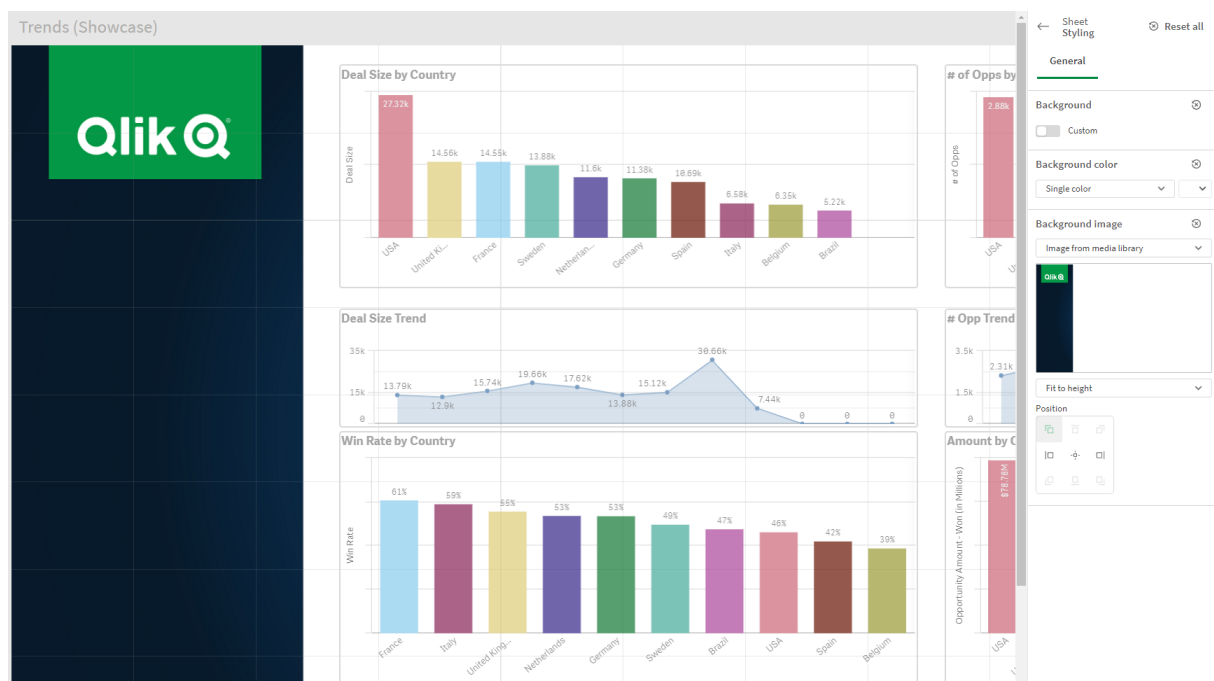 Trends (Showcase)
Qlik
Deal Size by Country
Deal Size
27.32k
14.56k
14.55k
13.88k
11.6k
11.38k
10.69k
6.58k
6.35k
5.22k
USA
United Ki...
France
Sweden
Netherlan...
Germany
Spain
Italy
Belgium
Brazil
# of Opps by
# of Opps
2.88k
USA
Deal Size Trend
35k
15k
0
13.79k
12.9k
15.74k
19.66k
17.62k
13.88k
15.12k
30.66k
7.44k
0
0
0
# Opp Trend
3.5k
1.5k
0
2.31k
Win Rate by Country
Win Rate
61%
59%
55%
53%
53%
49%
47%
46%
42%
39%
France
Italy
United King...
Netherlands
Germany
Sweden
Brazil
USA
Spain
Belgium
Amount by C
Opportunity Amount - Won (in Millions)
$78.78M
USA
Sheet
Styling
Reset all
General
Background
Custom
Background color
Single color
Background image
Image from media library
Qlik
Fit to height
Position